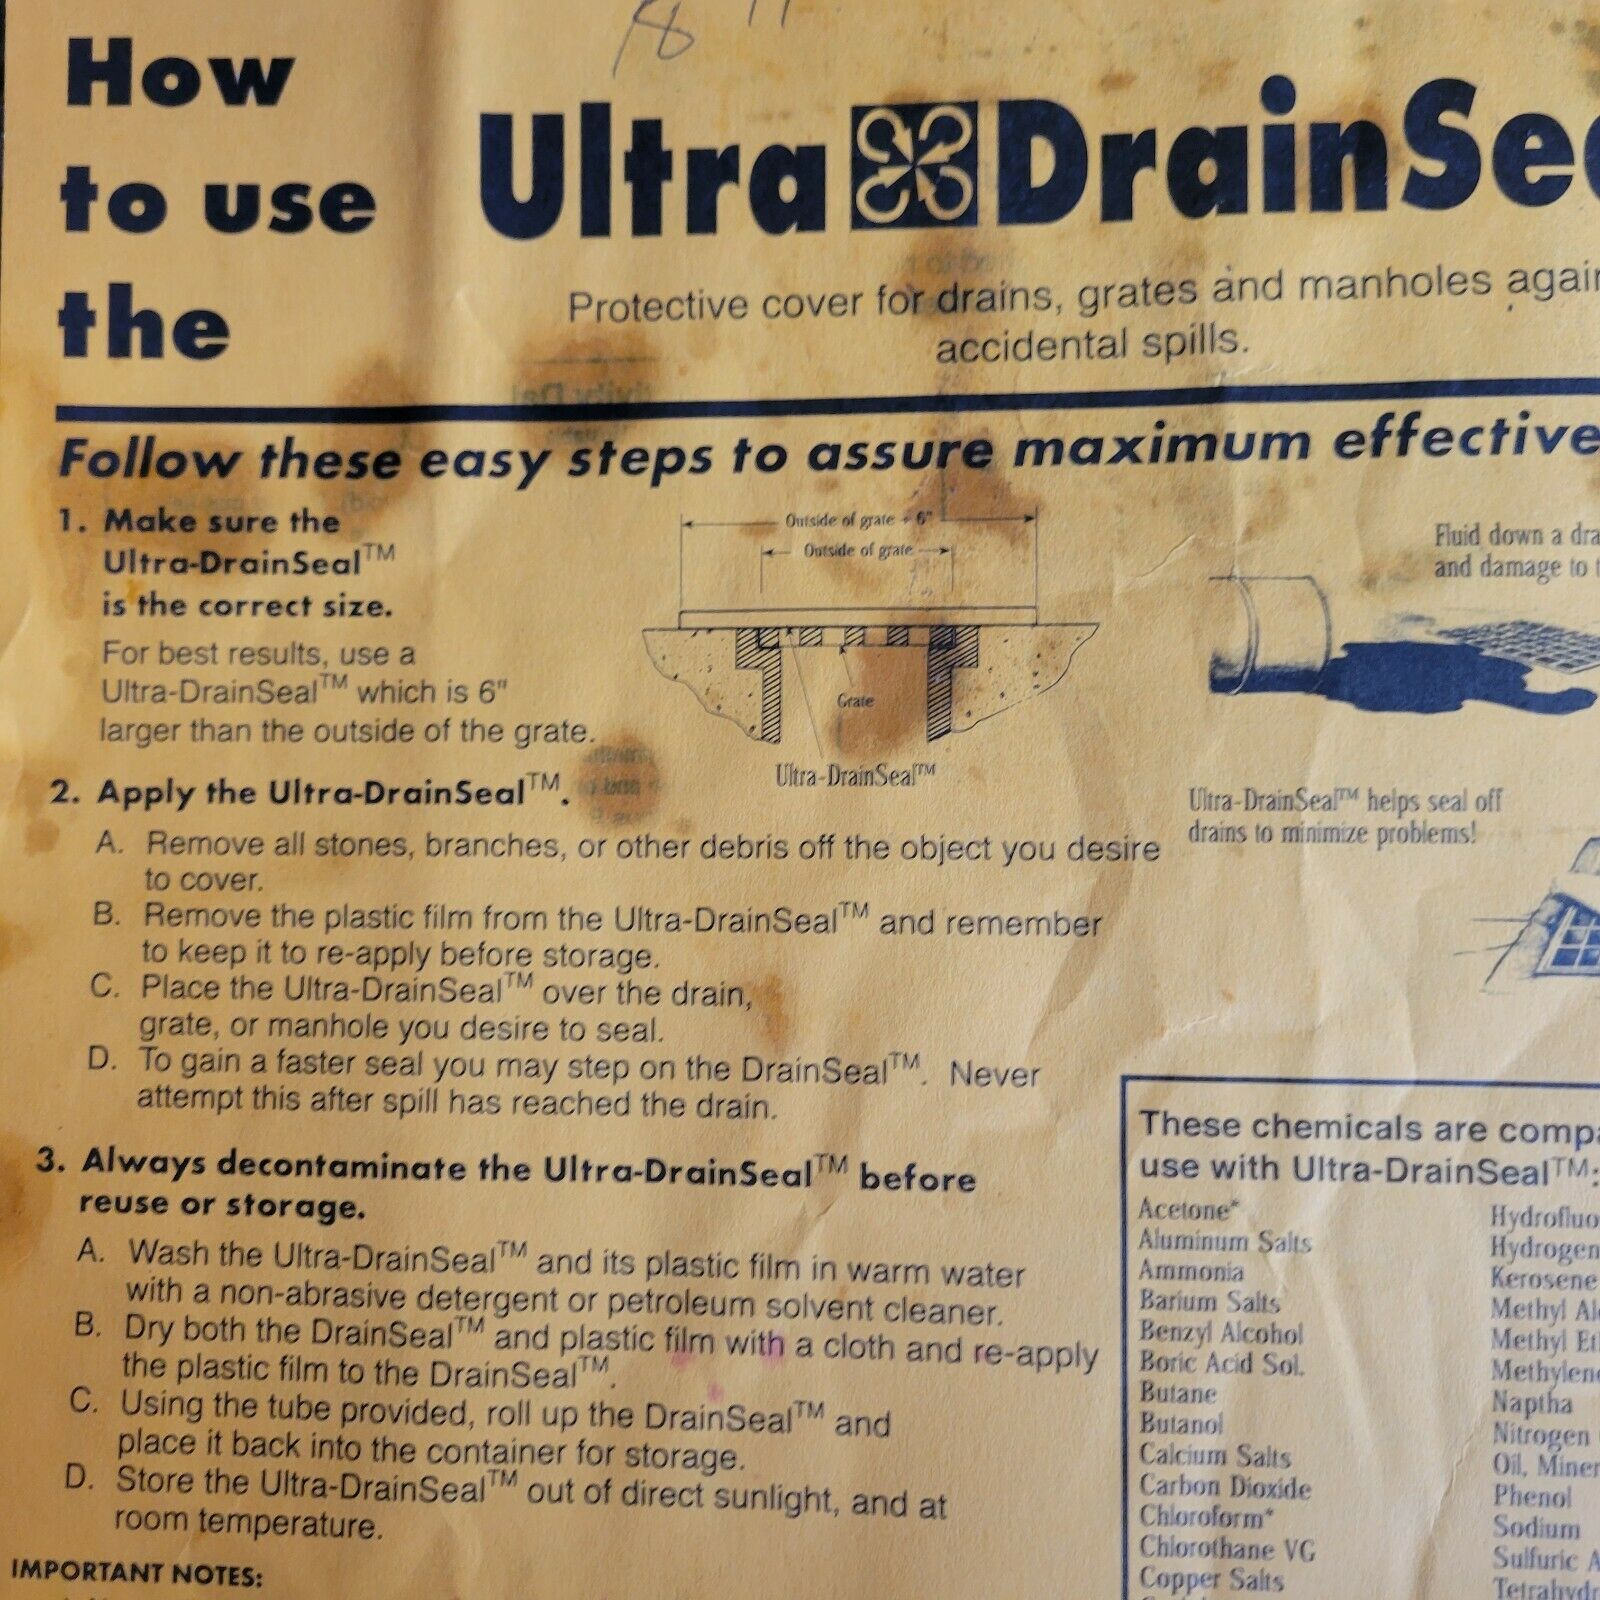 8"
How
to use
the
Ultra DrainSe
Protective cover for drains, grates and manholes
accidental spills.
Follow these easy steps to assure maximum effective
1. Make sure the
Ultra-DrainSeal™
is the correct size.
For best results, use a
Ultra-DrainSeal™ which is 6"
larger than the outside of the grate.
Outside of grate + 6"
Outside of grate
Grate
Ultra-DrainSeal™
Fluid down a
and damage to
Ultra-DrainSeal™ helps seal off
drains to minimize problems!
2. Apply the Ultra-DrainSeal™.
A. Remove all stones, branches, or other debris off the object you desire
to cover.
B. Remove the plastic film from the Ultra-DrainSeal™ and remember
to keep it to re-apply before storage.
C. Place the Ultra-DrainSeal™ over the drain,
grate, or manhole you desire to seal.
D. To gain a faster seal you may step on the DrainSeal™. Never
attempt this after spill has reached the drain.
3. Always decontaminate the Ultra-DrainSeal™ before
reuse or storage.
A. Wash the Ultra-DrainSeal™ and its plastic film in warm water
with a non-abrasive detergent or petroleum solvent cleaner.
B. Dry both the DrainSeal™ and plastic film with a cloth and re-apply
the plastic film to the DrainSeal™.
C. Using the tube provided, roll up the DrainSeal™ and
place it back into the container for storage.
D. Store the Ultra-DrainSeal™ out of direct sunlight, and at
room temperature.
IMPORTANT NOTES:
These chemicals are compa
use with Ultra-DrainSeal™:
Acetone*
Aluminum Salts
Ammonia
Barium Salts
Benzyl Alcohol
Boric Acid Sol.
Butane
Butanol
Calcium Salts
Carbon Dioxide
Chloroform*
Chlorothane VG
Copper Salts
Hydrofluo
Hydrogen
Kerosene
Methyl Al
Methyl Et
Methylen
Naptha
Nitrogen
Oil, Miner
Phenol
Sodium
Sulfuric A
Tetrahydr